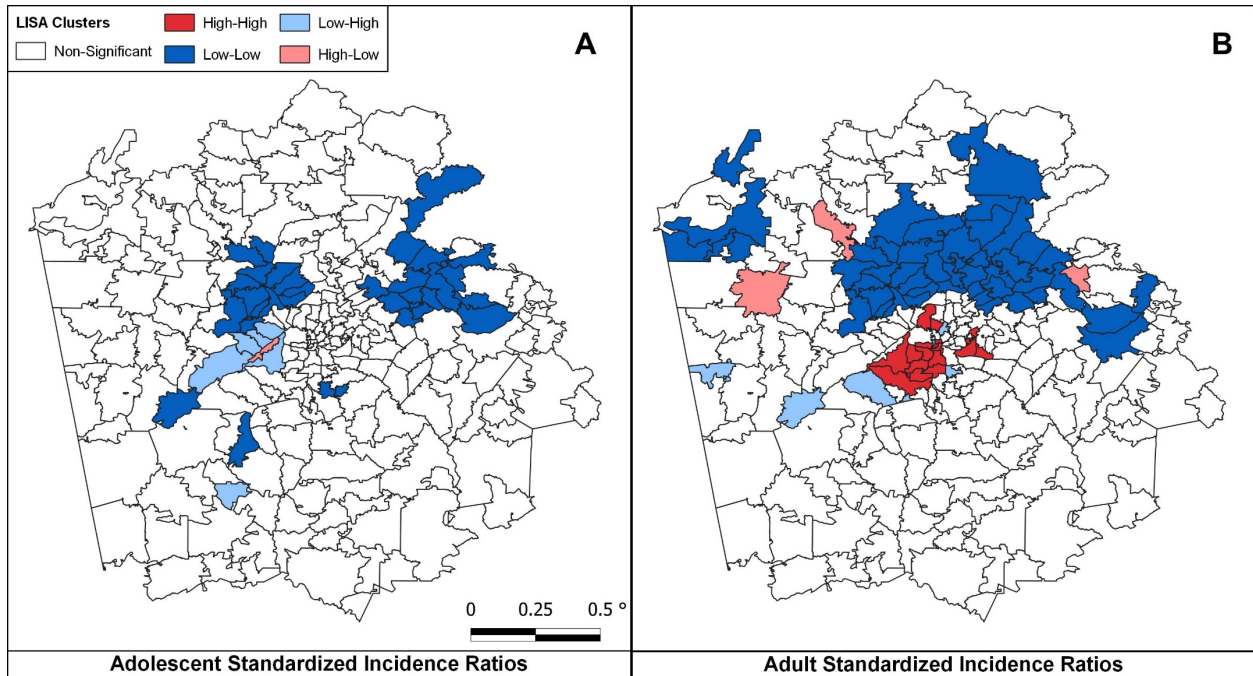 LISA Clusters
Non-Significant
High-High
Low-Low
Low-High
High-Low
A
B
0 0.25 0.5 °
Adolescent Standardized Incidence Ratios
Adult Standardized Incidence Ratios